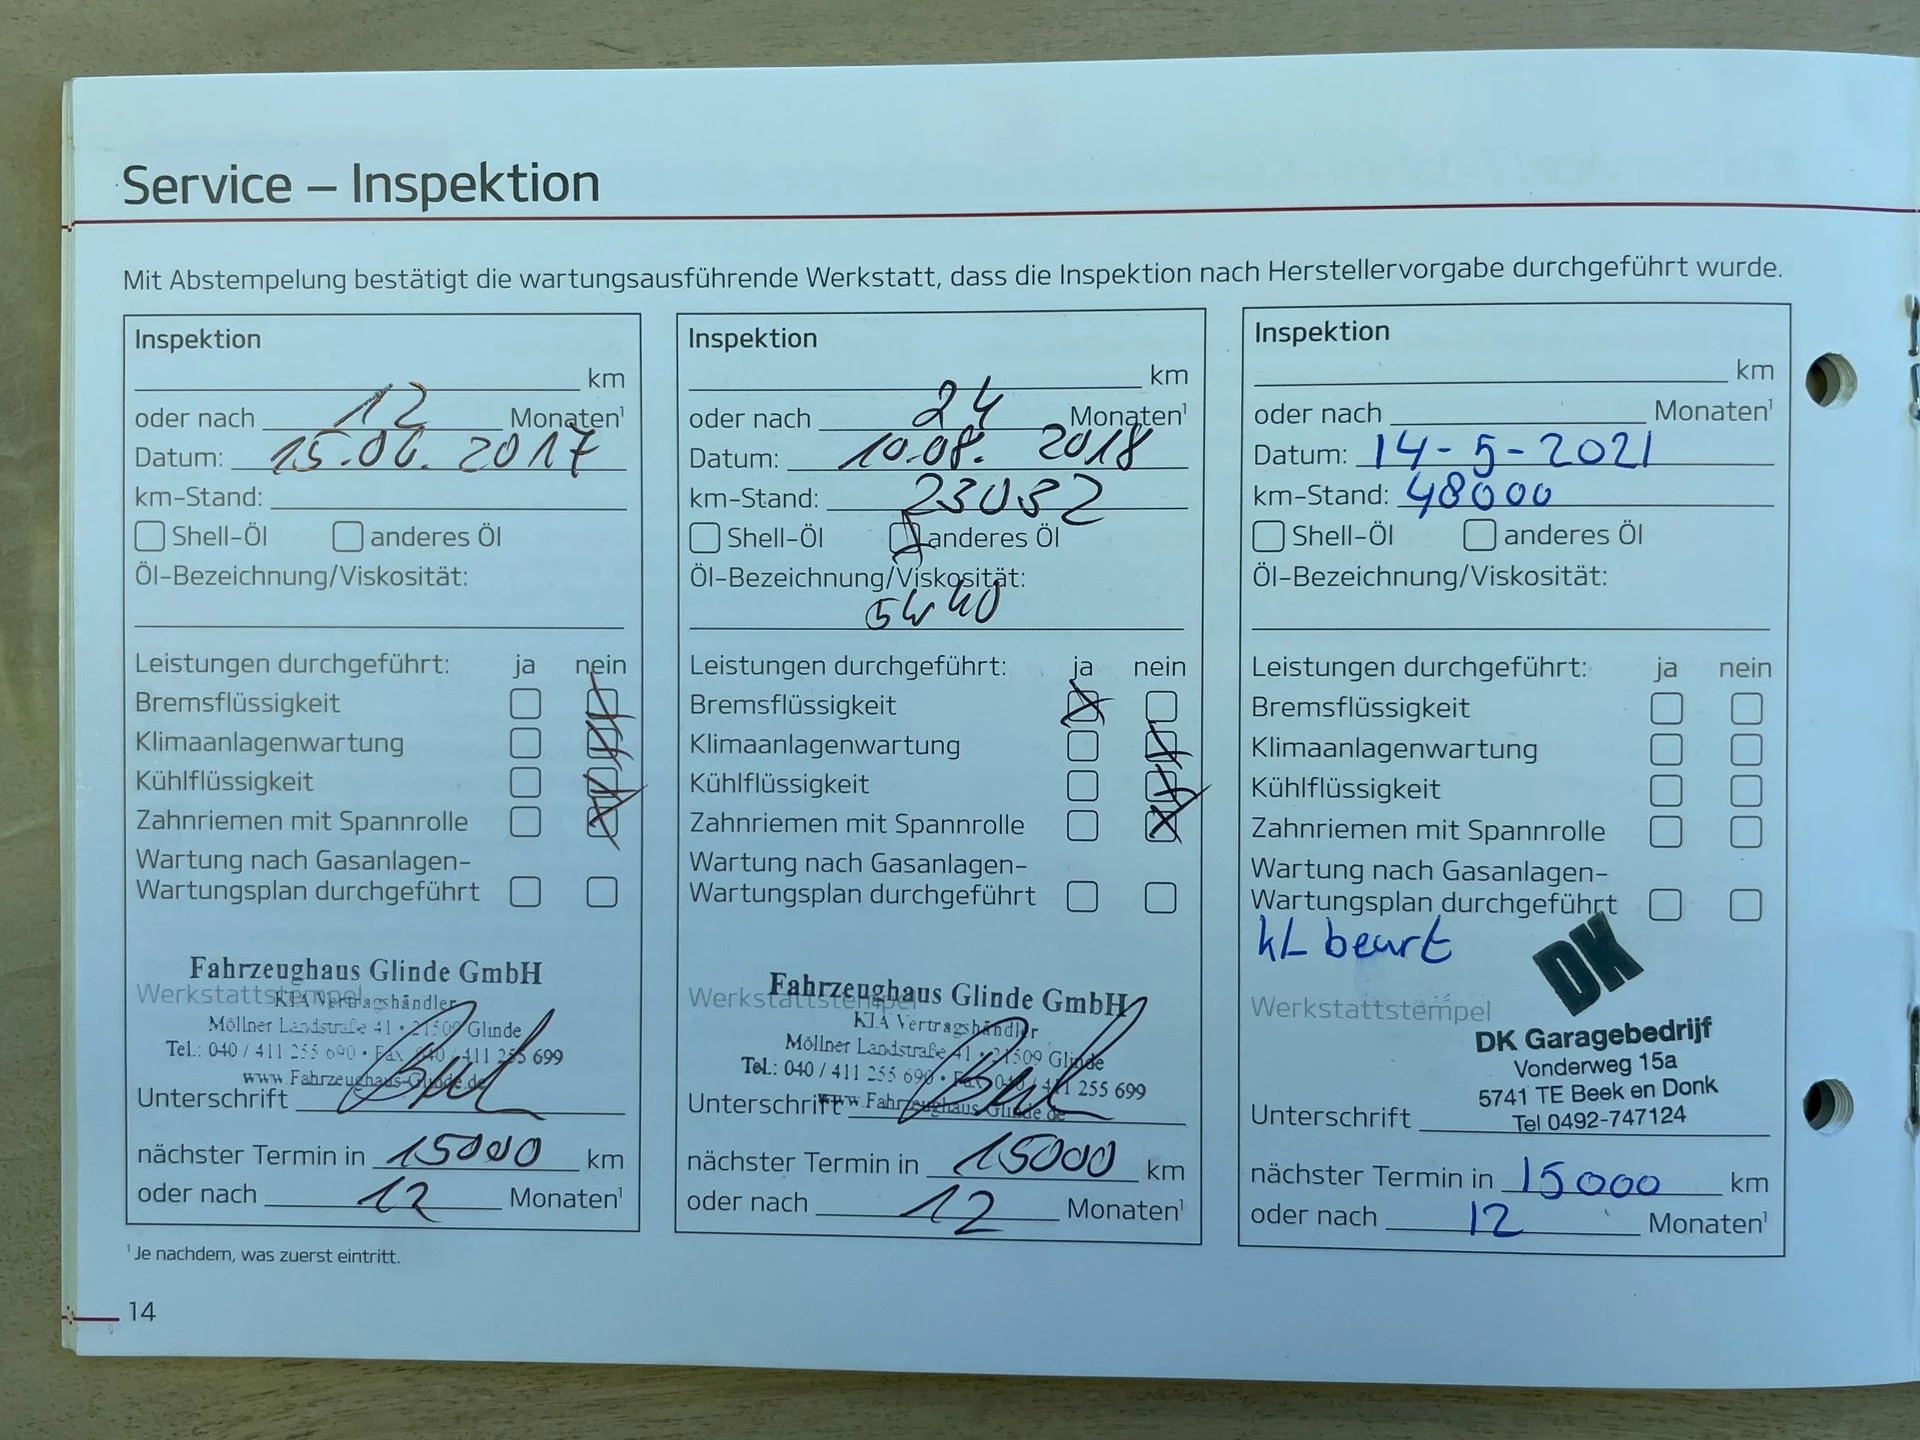 Service – Inspektion
Mit Abstempelung bestätigt die wartungsausführende Werkstatt, dass die Inspektion nach Herstellervorgabe durchgeführt wurde.
Inspektion
km
oder nach 12 Monaten¹
Datum: 15.06. 2017
km-Stand:
Shell-Öl anderes Öl
Öl-Bezeichnung/Viskosität:
Leistungen durchgeführt: ja nein
Bremsflüssigkeit
Klimaanlagenwartung
Kühlflüssigkeit
Zahnriemen mit Spannrolle
Wartung nach Gasanlagen-
Wartungsplan durchgeführt
Fahrzeughaus Glinde GmbH
Werkstattstempel
KIA Vertragshändler
Möllner Landstraße 41 • 21509 Glinde
Tel.: 040 / 411 255 690 • Fax 040 / 411 255 699
www Fahrzeughaus-Glinde.de
Unterschrift
nächster Termin in 15000 km
oder nach 12 Monaten¹
Inspektion
km
oder nach 24 Monaten¹
Datum: 10.08. 2018
km-Stand: 23032
Shell-Öl anderes Öl
Öl-Bezeichnung/Viskosität:
5W40
Leistungen durchgeführt: ja nein
Bremsflüssigkeit
Klimaanlagenwartung
Kühlflüssigkeit
Zahnriemen mit Spannrolle
Wartung nach Gasanlagen-
Wartungsplan durchgeführt
Fahrzeughaus Glinde GmbH
Werkstattstempel
KIA Vertragshändler
Möllner Landstraße 41 • 21509 Glinde
Tel.: 040 / 411 255 690 • Fax 040 / 411 255 699
www Fahrzeughaus-Glinde.de
Unterschrift
nächster Termin in 15000 km
oder nach 12 Monaten¹
Inspektion
km
oder nach Monaten¹
Datum: 14-5-2021
km-Stand: 48000
Shell-Öl anderes Öl
Öl-Bezeichnung/Viskosität:
Leistungen durchgeführt: ja nein
Bremsflüssigkeit
Klimaanlagenwartung
Kühlflüssigkeit
Zahnriemen mit Spannrolle
Wartung nach Gasanlagen-
Wartungsplan durchgeführt
kL beurt
DK
Werkstattstempel
DK Garagebedrijf
Vonderweg 15a
5741 TE Beek en Donk
Tel 0492-747124
Unterschrift
nächster Termin in 15000 km
oder nach 12 Monaten¹
¹Je nachdem, was zuerst eintritt.
14